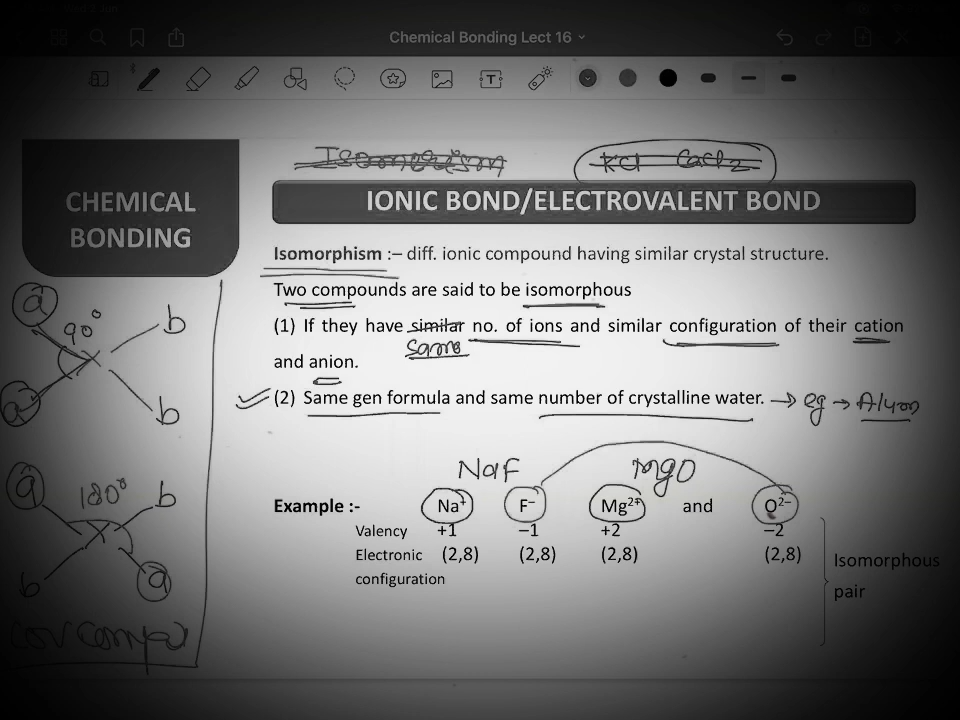 Chemical Bonding Lect 16
T
Isomorphism
KCl CaCl2
CHEMICAL
BONDING
IONIC BOND/ELECTROVALENT BOND
Isomorphism :– diff. ionic compound having similar crystal structure.
Two compounds are said to be isomorphous
(1) If they have similar no. of ions and similar configuration of their cation
same
and anion.
(2) Same gen formula and same number of crystalline water. → eg → Alum
NaF MgO
Example :- Na⁺ F⁻ Mg²⁺ and O²⁻
Valency +1 –1 +2 –2
Electronic (2,8) (2,8) (2,8) (2,8)
configuration
Isomorphous
pair
a 90° b
a b
a 180° b
b a
cov